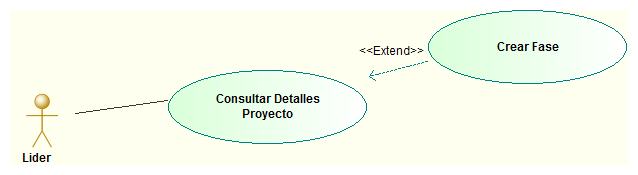 Crear Fase
<<Extend>>
Consultar Detalles
Proyecto
Lider